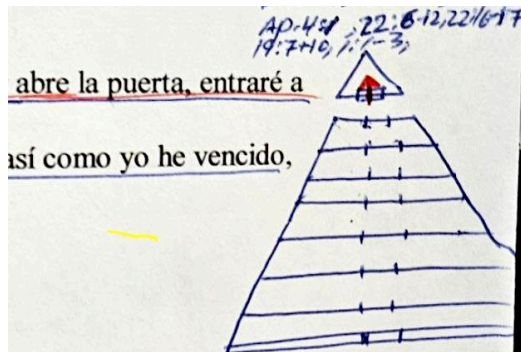 AP. 4:8 , 22:6-12, 22:16-17
19:7+10, 1:1-3,
abre la puerta, entraré a
así como yo he vencido,